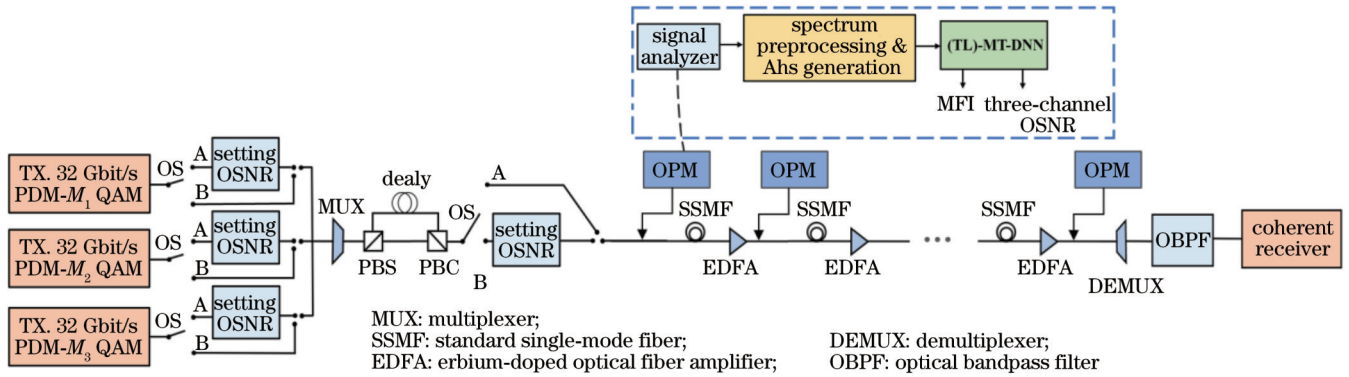 signal
analyzer
spectrum
preprocessing &
Ahs generation
(TL)-MT-DNN
MFI
three-channel
OSNR
TX. 32 Gbit/s
PDM-M1 QAM
OS
A
B
setting
OSNR
TX. 32 Gbit/s
PDM-M2 QAM
OS
A
B
setting
OSNR
TX. 32 Gbit/s
PDM-M3 QAM
OS
A
B
setting
OSNR
MUX
dealy
PBS
PBC
OS
A
B
setting
OSNR
OPM
SSMF
EDFA
OPM
SSMF
EDFA
...
SSMF
EDFA
OPM
DEMUX
OBPF
coherent
receiver
MUX: multiplexer;
SSMF: standard single-mode fiber;
EDFA: erbium-doped optical fiber amplifier;
DEMUX: demultiplexer;
OBPF: optical bandpass filter